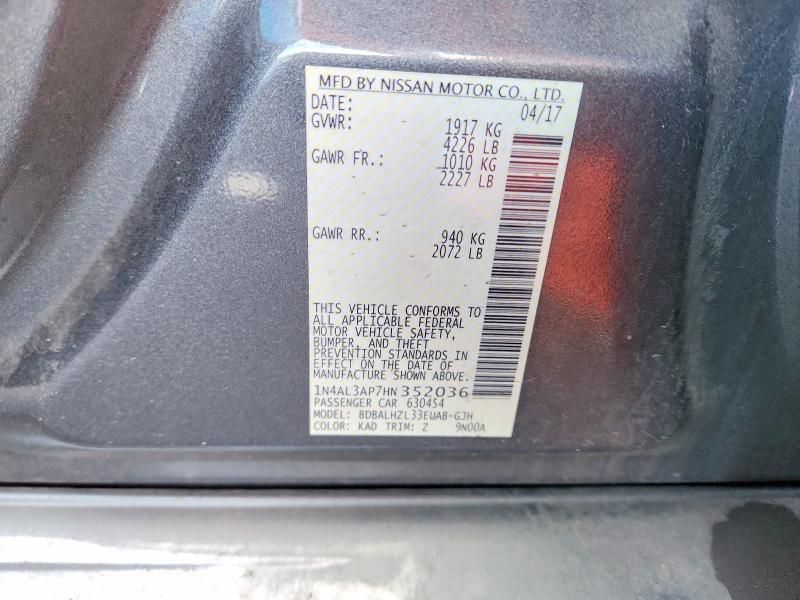 MFD BY NISSAN MOTOR CO., LTD.
DATE: 04/17
GVWR: 1917 KG
4226 LB
GAWR FR.: 1010 KG
2227 LB
GAWR RR.: 940 KG
2072 LB
THIS VEHICLE CONFORMS TO
ALL APPLICABLE FEDERAL
MOTOR VEHICLE SAFETY,
BUMPER, AND THEFT
PREVENTION STANDARDS IN
EFFECT ON THE DATE OF
MANUFACTURE SHOWN ABOVE.
1N4AL3AP7HN352036
PASSENGER CAR 630454
MODEL: BDBALHZL33EUAB-GJH
COLOR: KAD TRIM: Z 9N00A